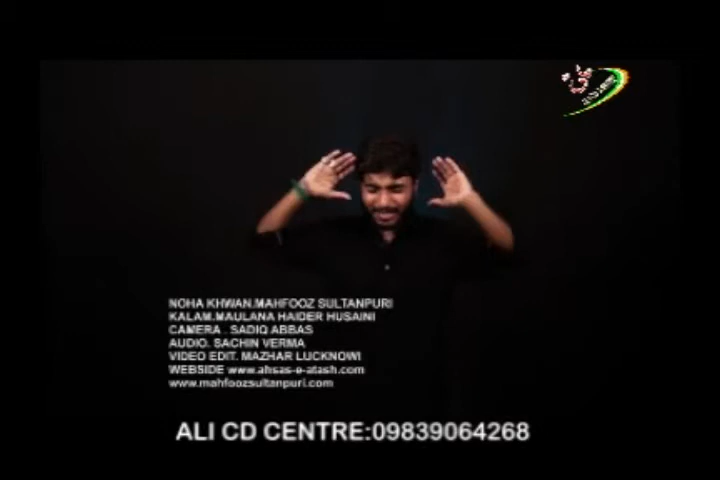 NOHA KHWAN.MAHFOOZ SULTANPURI
KALAM.MAULANA HAIDER HUSAINI
CAMERA . SADIQ ABBAS
AUDIO. SACHIN VERMA
VIDEO EDIT. MAZHAR LUCKNOWI
WEBSIDE www.ahsas-e-atash.com
www.mahfoozsultanpuri.com
ALI CD CENTRE:09839064268